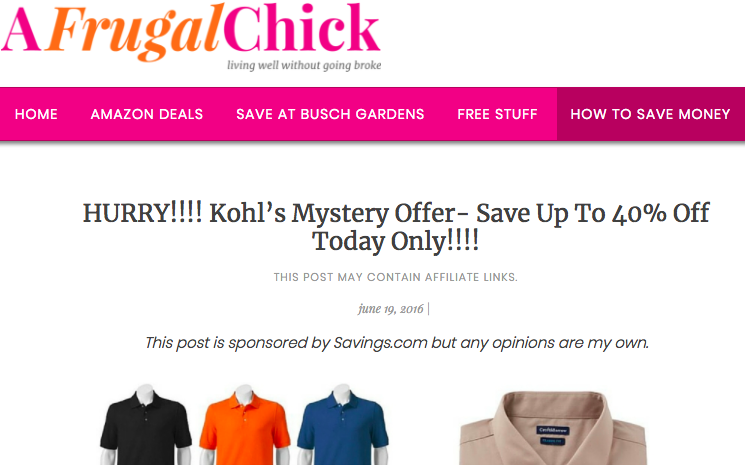 A Frugal Chick
living well without going broke
HOME AMAZON DEALS SAVE AT BUSCH GARDENS FREE STUFF HOW TO SAVE MONEY
HURRY!!!! Kohl’s Mystery Offer- Save Up To 40% Off
Today Only!!!!
THIS POST MAY CONTAIN AFFILIATE LINKS.
june 19, 2016 |
This post is sponsored by Savings.com but any opinions are my own.